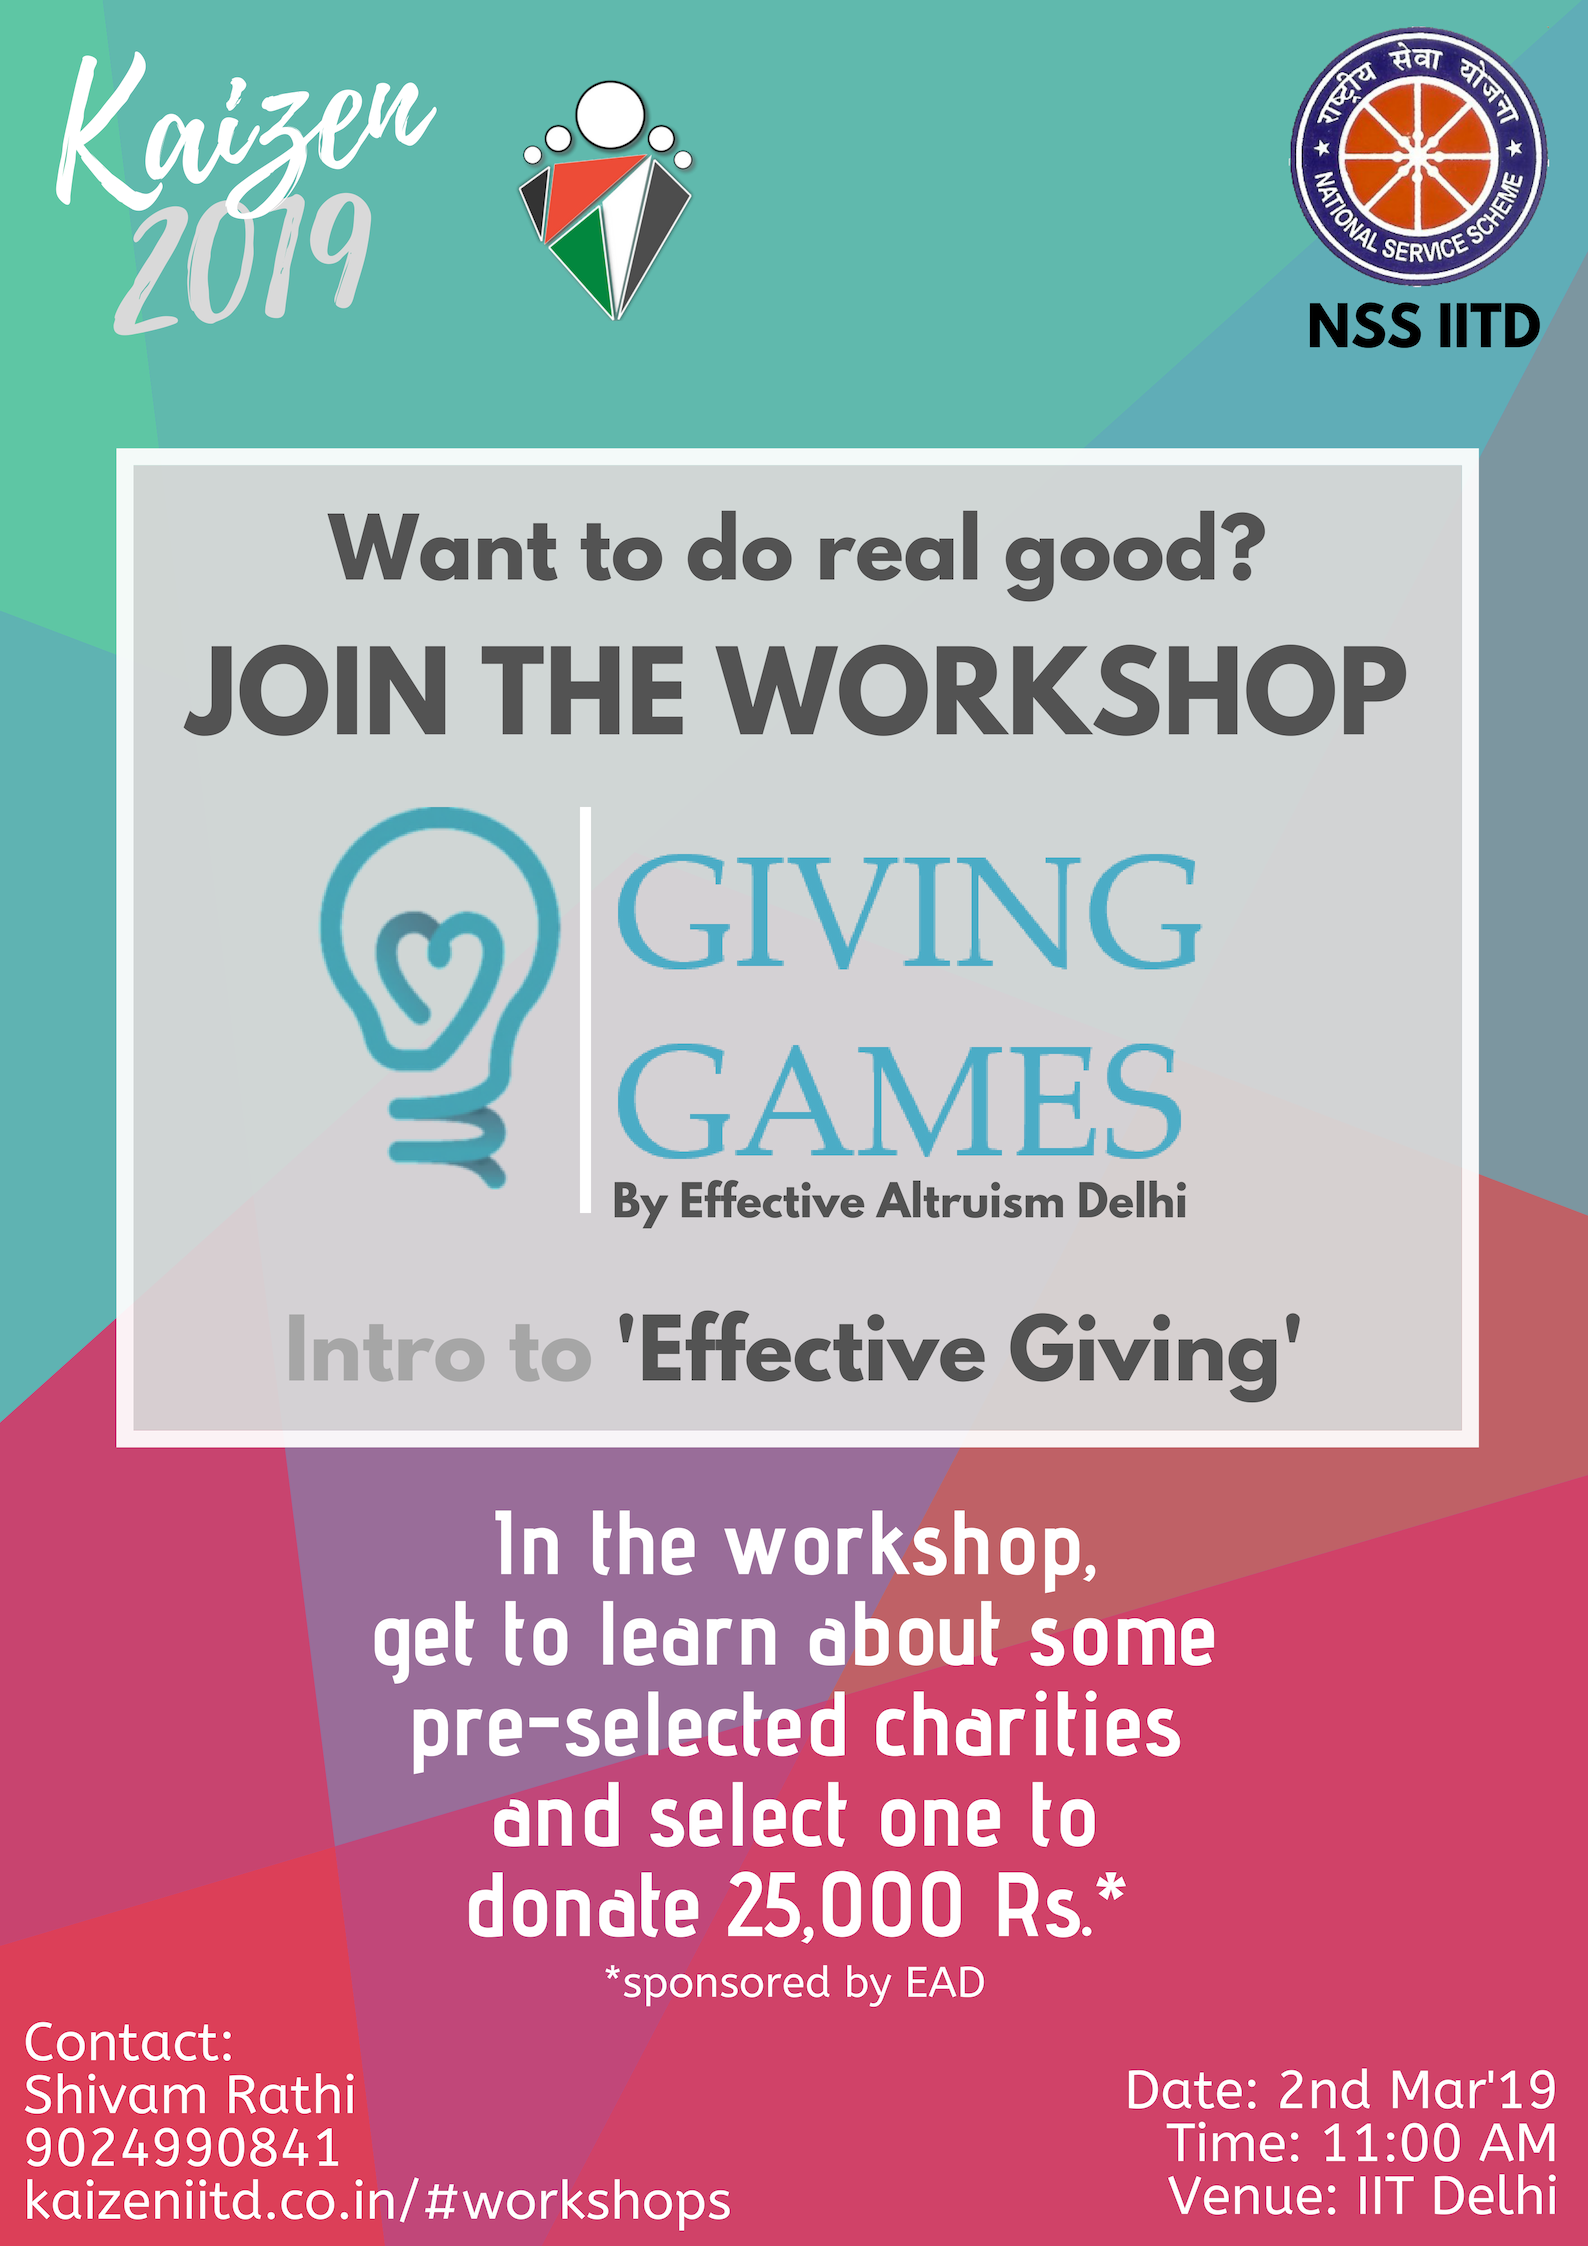 Kaizen
2019
राष्ट्रीय सेवा योजना
NATIONAL SERVICE SCHEME
NSS IITD
Want to do real good?
JOIN THE WORKSHOP
GIVING
GAMES
By Effective Altruism Delhi
Intro to 'Effective Giving'
In the workshop,
get to learn about some
pre-selected charities
and select one to
donate 25,000 Rs.*
*sponsored by EAD
Contact:
Shivam Rathi
9024990841
kaizeniitd.co.in/#workshops
Date: 2nd Mar'19
Time: 11:00 AM
Venue: IIT Delhi